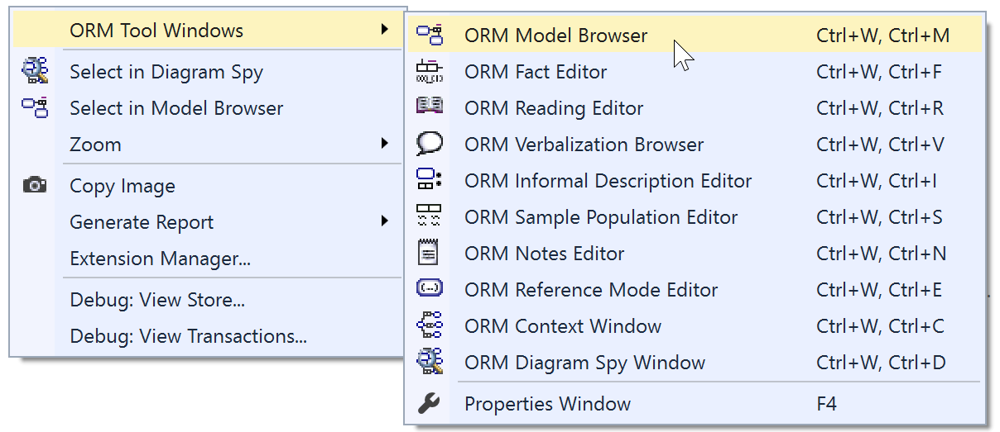 ORM Tool Windows
Select in Diagram Spy
Select in Model Browser
Zoom
Copy Image
Generate Report
Extension Manager...
Debug: View Store...
Debug: View Transactions...
ORM Model Browser Ctrl+W, Ctrl+M
ORM Fact Editor Ctrl+W, Ctrl+F
ORM Reading Editor Ctrl+W, Ctrl+R
ORM Verbalization Browser Ctrl+W, Ctrl+V
ORM Informal Description Editor Ctrl+W, Ctrl+I
ORM Sample Population Editor Ctrl+W, Ctrl+S
ORM Notes Editor Ctrl+W, Ctrl+N
ORM Reference Mode Editor Ctrl+W, Ctrl+E
ORM Context Window Ctrl+W, Ctrl+C
ORM Diagram Spy Window Ctrl+W, Ctrl+D
Properties Window F4